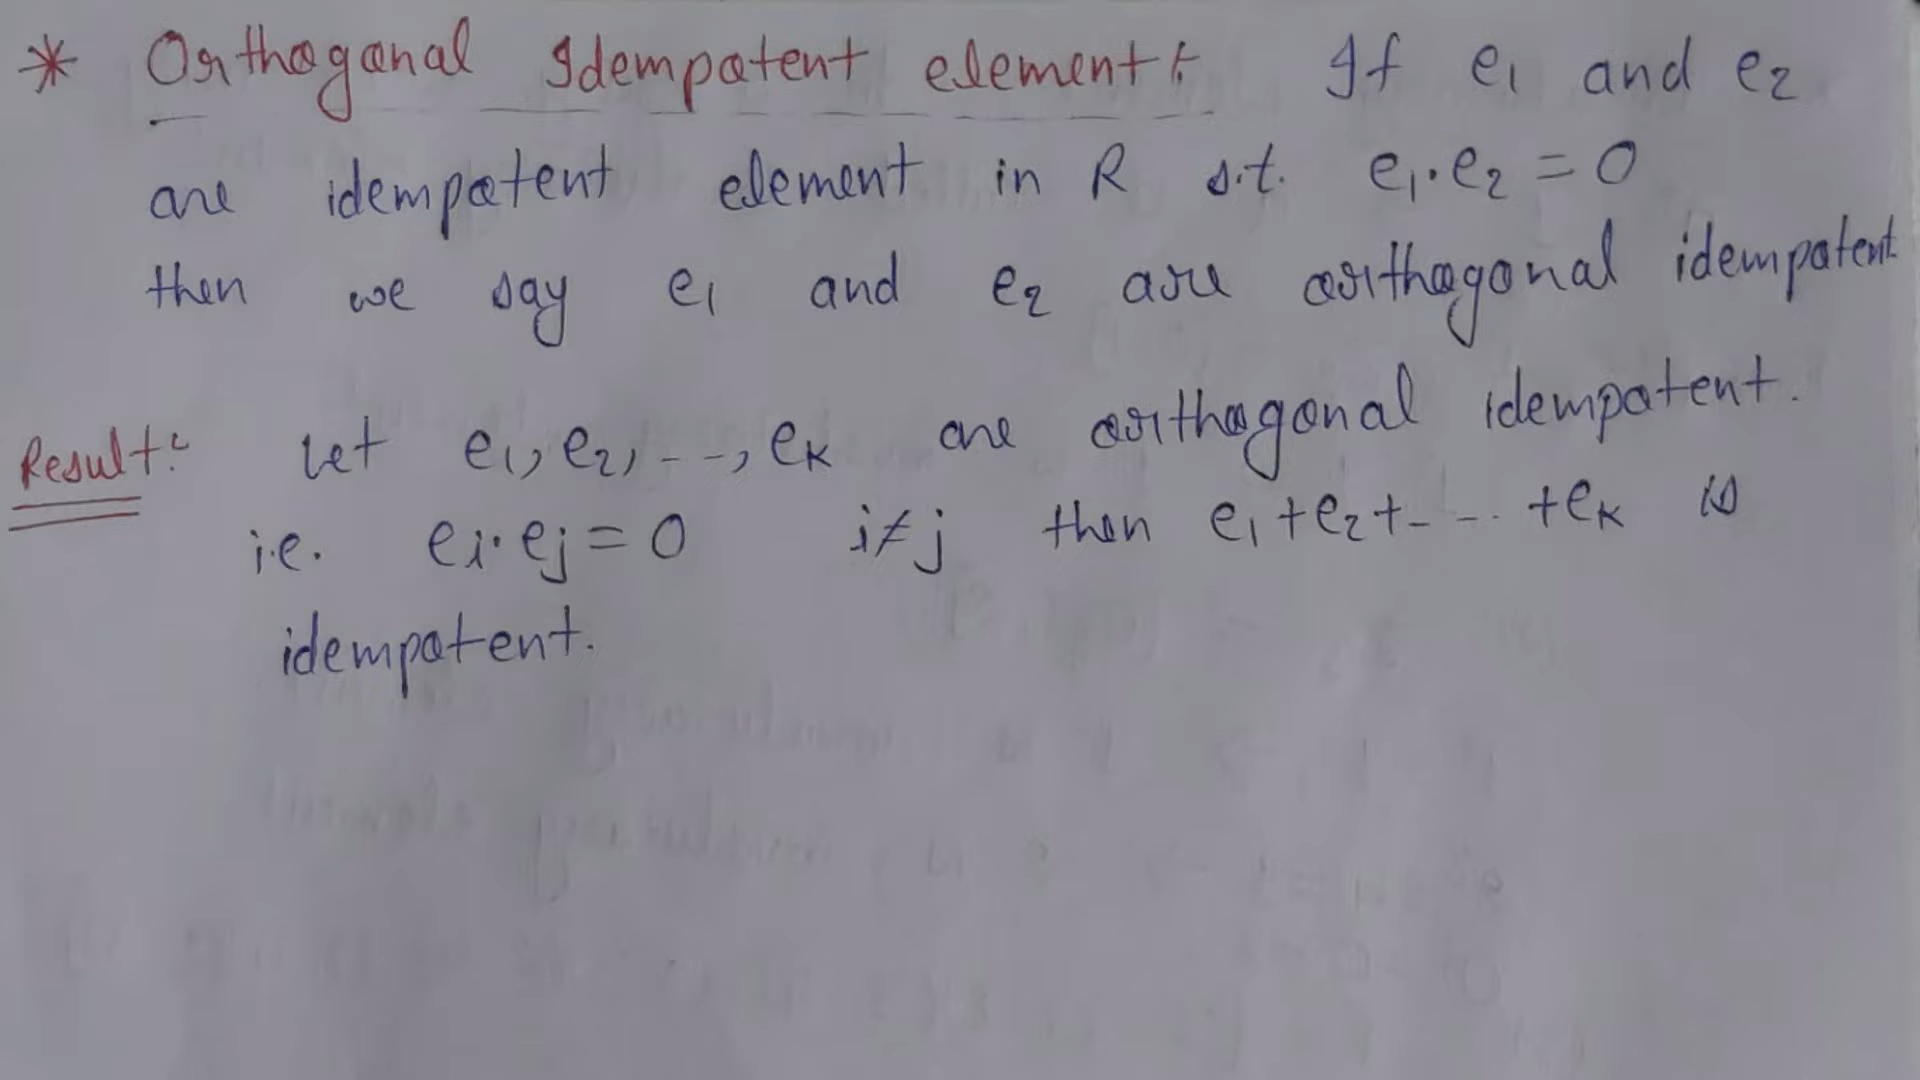 * Orthogonal Idempotent element :- If e₁ and e₂
are idempotent element in R s.t. e₁·e₂ = 0
then we say e₁ and e₂ are orthogonal idempotent
Result:- Let e₁, e₂, ---, eₖ are orthogonal idempotent.
i.e. eᵢ·eⱼ = 0 i≠j then e₁+e₂+--- +eₖ is
idempotent.